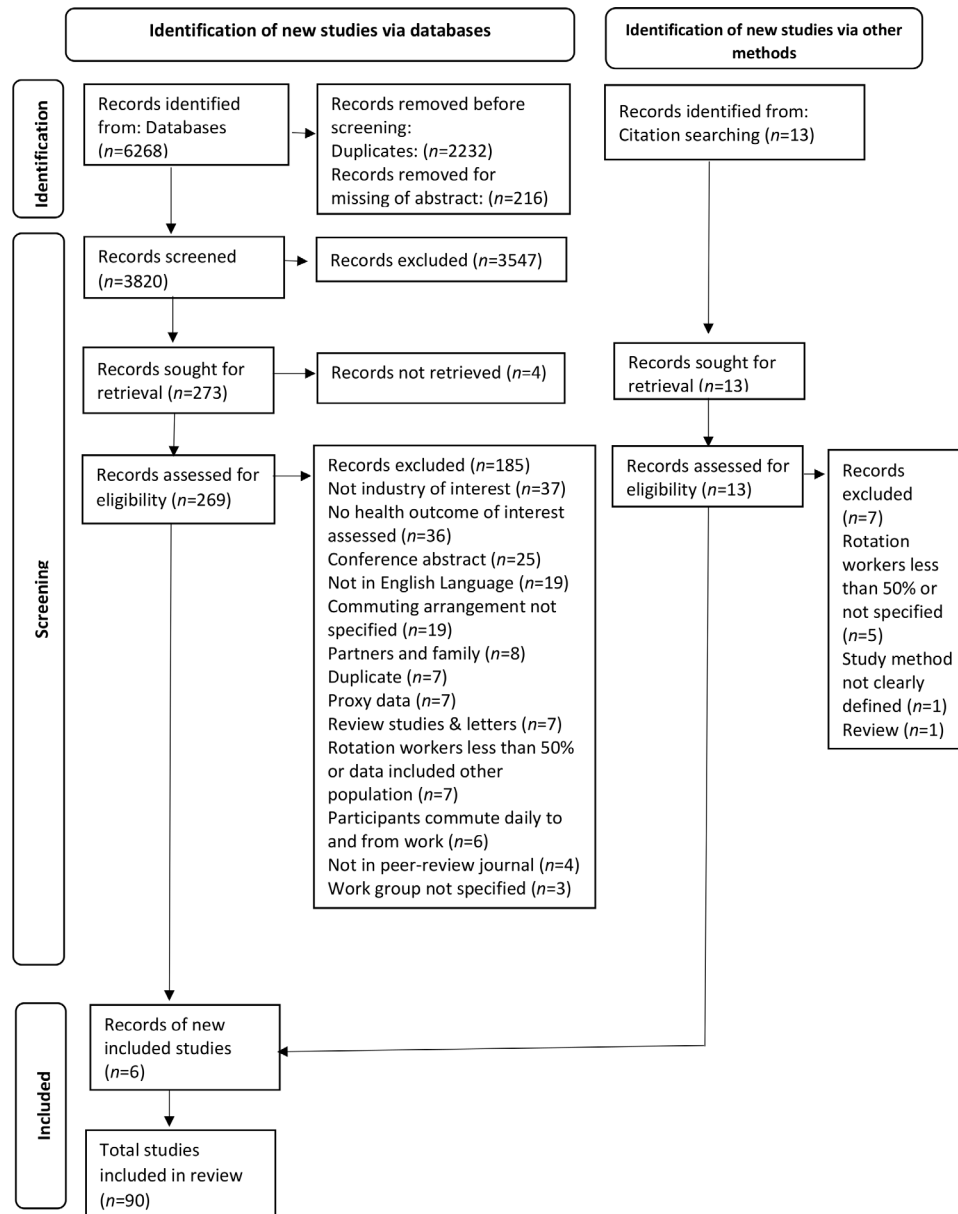 Identification of new studies via databases
Identification of new studies via other
methods
Identification
Records identified
from: Databases
(n=6268)
Records removed before
screening:
Duplicates: (n=2232)
Records removed for
missing of abstract: (n=216)
Records identified from:
Citation searching (n=13)
Screening
Records screened
(n=3820)
Records excluded (n=3547)
Records sought for
retrieval (n=273)
Records not retrieved (n=4)
Records sought for
retrieval (n=13)
Records assessed for
eligibility (n=269)
Records excluded (n=185)
Not industry of interest (n=37)
No health outcome of interest
assessed (n=36)
Conference abstract (n=25)
Not in English Language (n=19)
Commuting arrangement not
specified (n=19)
Partners and family (n=8)
Duplicate (n=7)
Proxy data (n=7)
Review studies & letters (n=7)
Rotation workers less than 50%
or data included other
population (n=7)
Participants commute daily to
and from work (n=6)
Not in peer-review journal (n=4)
Work group not specified (n=3)
Records assessed for
eligibility (n=13)
Records
excluded
(n=7)
Rotation
workers less
than 50% or
not specified
(n=5)
Study method
not clearly
defined (n=1)
Review (n=1)
Included
Records of new
included studies
(n=6)
Total studies
included in review
(n=90)